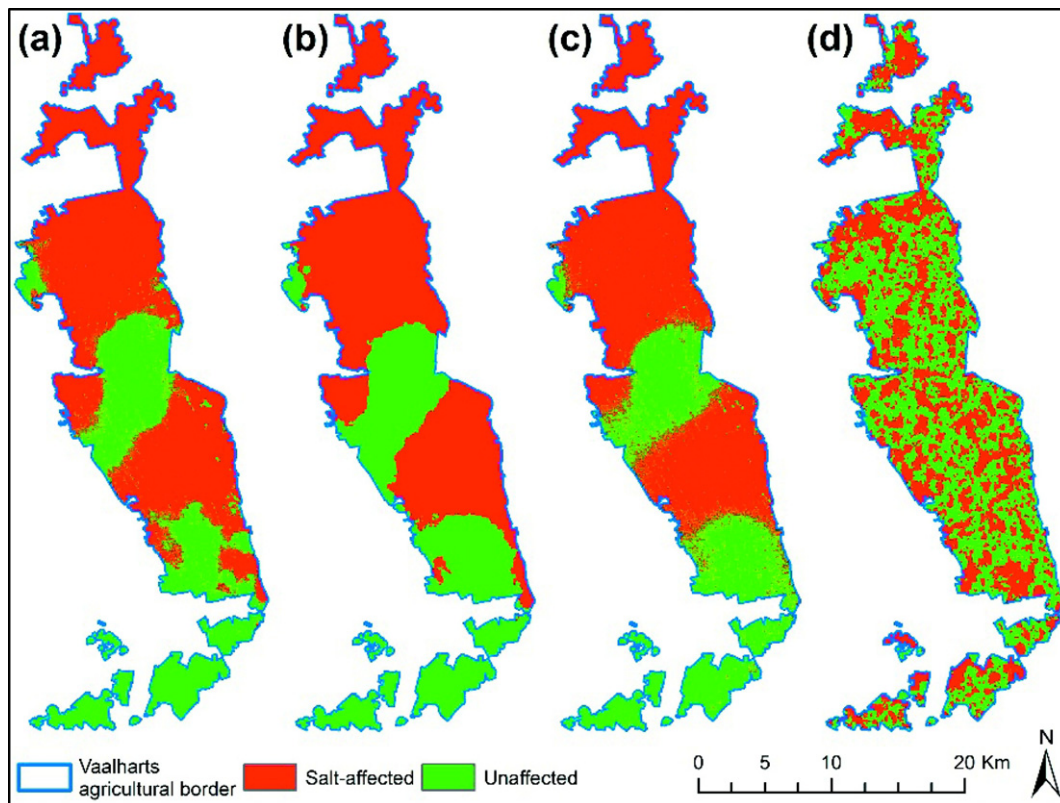 (a) (b) (c) (d)
Vaalharts
agricultural border
Salt-affected
Unaffected
0 5 10 20 Km
N